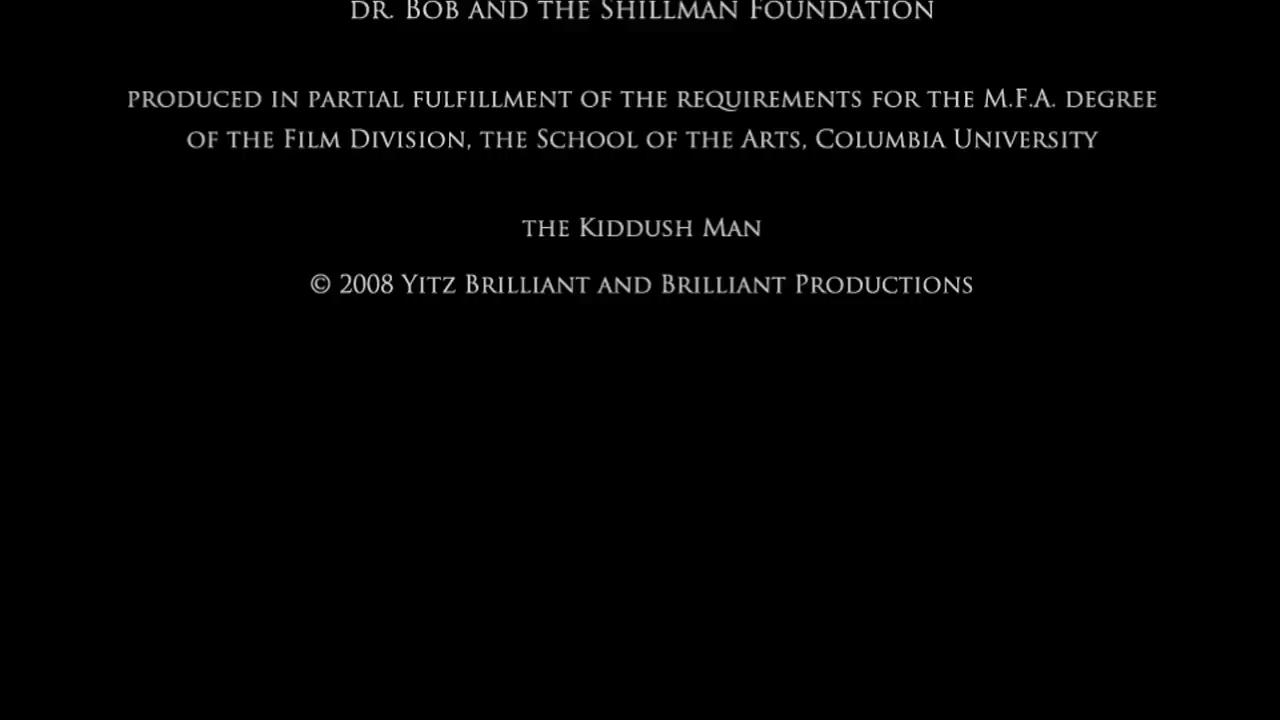 DR. BOB AND THE SHILLMAN FOUNDATION
PRODUCED IN PARTIAL FULFILLMENT OF THE REQUIREMENTS FOR THE M.F.A. DEGREE
OF THE FILM DIVISION, THE SCHOOL OF THE ARTS, COLUMBIA UNIVERSITY
THE KIDDUSH MAN
© 2008 YITZ BRILLIANT AND BRILLIANT PRODUCTIONS